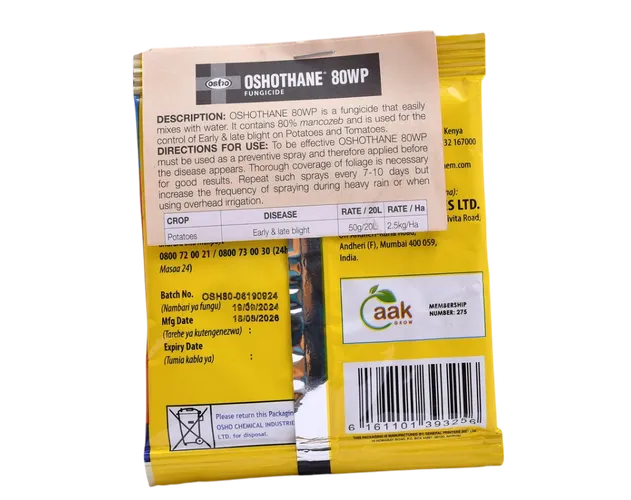 osho
OSHOTHANE™ 80WP
FUNGICIDE
DESCRIPTION: OSHOTHANE 80WP is a fungicide that easily
mixes with water. It contains 80% mancozeb and is used for the
control of Early & late blight on Potatoes and Tomatoes.
DIRECTIONS FOR USE: To be effective OSHOTHANE 80WP
must be used as a preventive spray and therefore applied before
the disease appears. Thorough coverage of foliage is necessary
for good results. Repeat such sprays every 7-10 days but
increase the frequency of spraying during heavy rain or when
using overhead irrigation.
CROP DISEASE RATE / 20L RATE / Ha
Potatoes Early & late blight 50g/20L 2.5kg/Ha
Kenya
32 167000
em.com
S LTD.
ivita Road,
Andheri (F), Mumbai 400 059,
India.
0800 72 00 21 / 0800 73 00 30 (24h
Masaa 24)
Batch No. OSH80-06190924
(Nambari ya fungu) 19/09/2024
Mfg Date 18/09/2026
(Tarehe ya kutengenezwa) :
Expiry Date
(Tumia kabla ya) :
aak
GROW
MEMBERSHIP
NUMBER: 275
Please return this Packaging
OSHO CHEMICAL INDUSTRIE
LTD. for disposal.
6 161101 393256